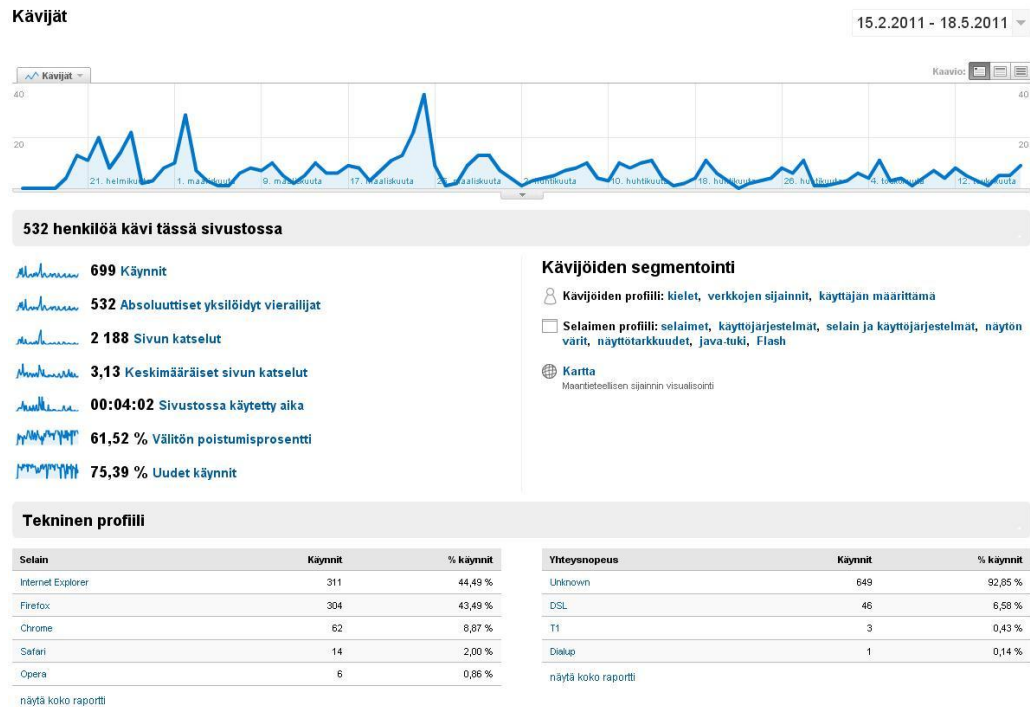 Kävijät
15.2.2011 - 18.5.2011
Kävijät
Kaavio:
40 40
20 20
21. helmikuuta 1. maaliskuuta 9. maaliskuuta 17. maaliskuuta 25. maaliskuuta 2. huhtikuuta 10. huhtikuuta 18. huhtikuuta 26. huhtikuuta 4. toukokuuta 12. toukokuuta
532 henkilöä kävi tässä sivustossa
699 Käynnit
532 Absoluuttiset yksilöidyt vierailijat
2 188 Sivun katselut
3,13 Keskimääräiset sivun katselut
00:04:02 Sivustossa käytetty aika
61,52 % Välitön poistumisprosentti
75,39 % Uudet käynnit
Kävijöiden segmentointi
Kävijöiden profiili: kielet, verkkojen sijainnit, käyttäjän määrittämä
Selaimen profiili: selaimet, käyttöjärjestelmät, selain ja käyttöjärjestelmät, näytön
värit, näyttötarkkuudet, java-tuki, Flash
Kartta
Maantieteellisen sijainnin visualisointi
Tekninen profiili
Selain Käynnit % käynnit
Internet Explorer 311 44,49 %
Firefox 304 43,49 %
Chrome 62 8,87 %
Safari 14 2,00 %
Opera 6 0,86 %
näytä koko raportti
Yhteysnopeus Käynnit % käynnit
Unknown 649 92,85 %
DSL 46 6,58 %
T1 3 0,43 %
Dialup 1 0,14 %
näytä koko raportti